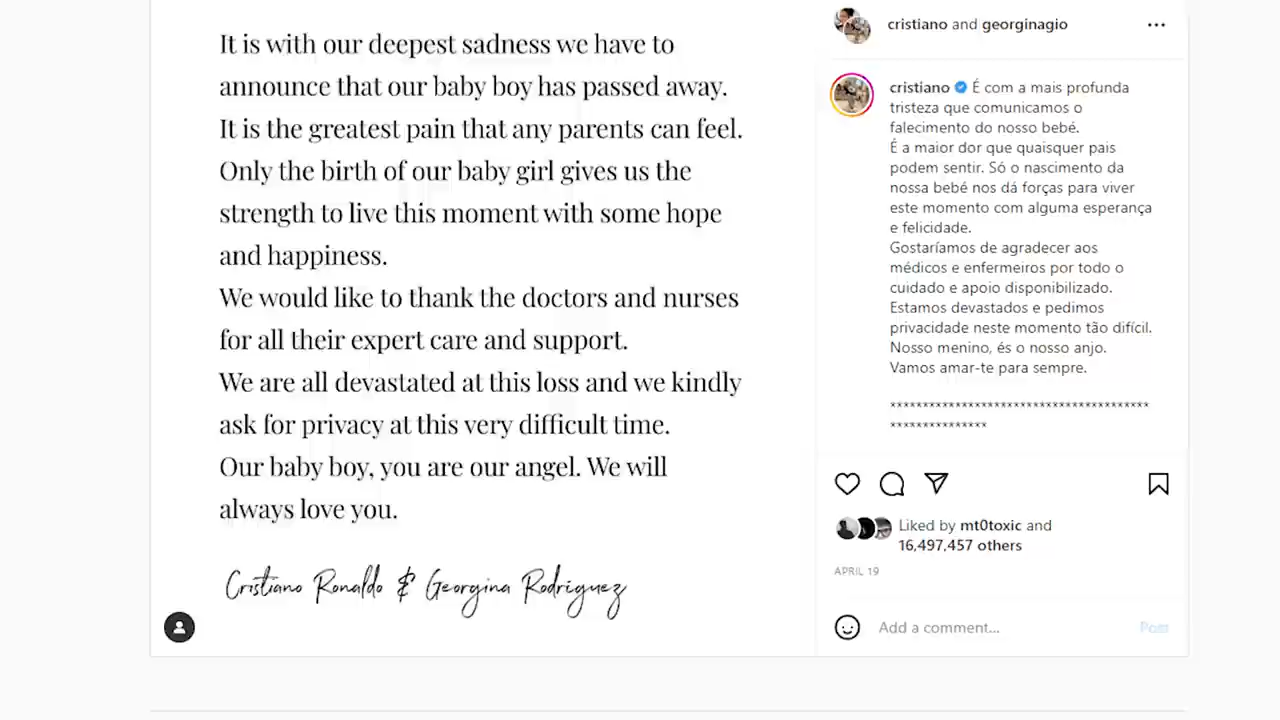 It is with our deepest sadness we have to
announce that our baby boy has passed away.
It is the greatest pain that any parents can feel.
Only the birth of our baby girl gives us the
strength to live this moment with some hope
and happiness.
We would like to thank the doctors and nurses
for all their expert care and support.
We are all devastated at this loss and we kindly
ask for privacy at this very difficult time.
Our baby boy, you are our angel. We will
always love you.
Cristiano Ronaldo & Georgina Rodriguez
cristiano and georginagio
cristiano É com a mais profunda
tristeza que comunicamos o
falecimento do nosso bebé.
É a maior dor que quaisquer pais
podem sentir. Só o nascimento da
nossa bebé nos dá forças para viver
este momento com alguma esperança
e felicidade.
Gostaríamos de agradecer aos
médicos e enfermeiros por todo o
cuidado e apoio disponibilizado.
Estamos devastados e pedimos
privacidade neste momento tão difícil.
Nosso menino, és o nosso anjo.
Vamos amar-te para sempre.
****************************************
***************
Liked by mt0toxic and
16,497,457 others
APRIL 19
Add a comment...
Post